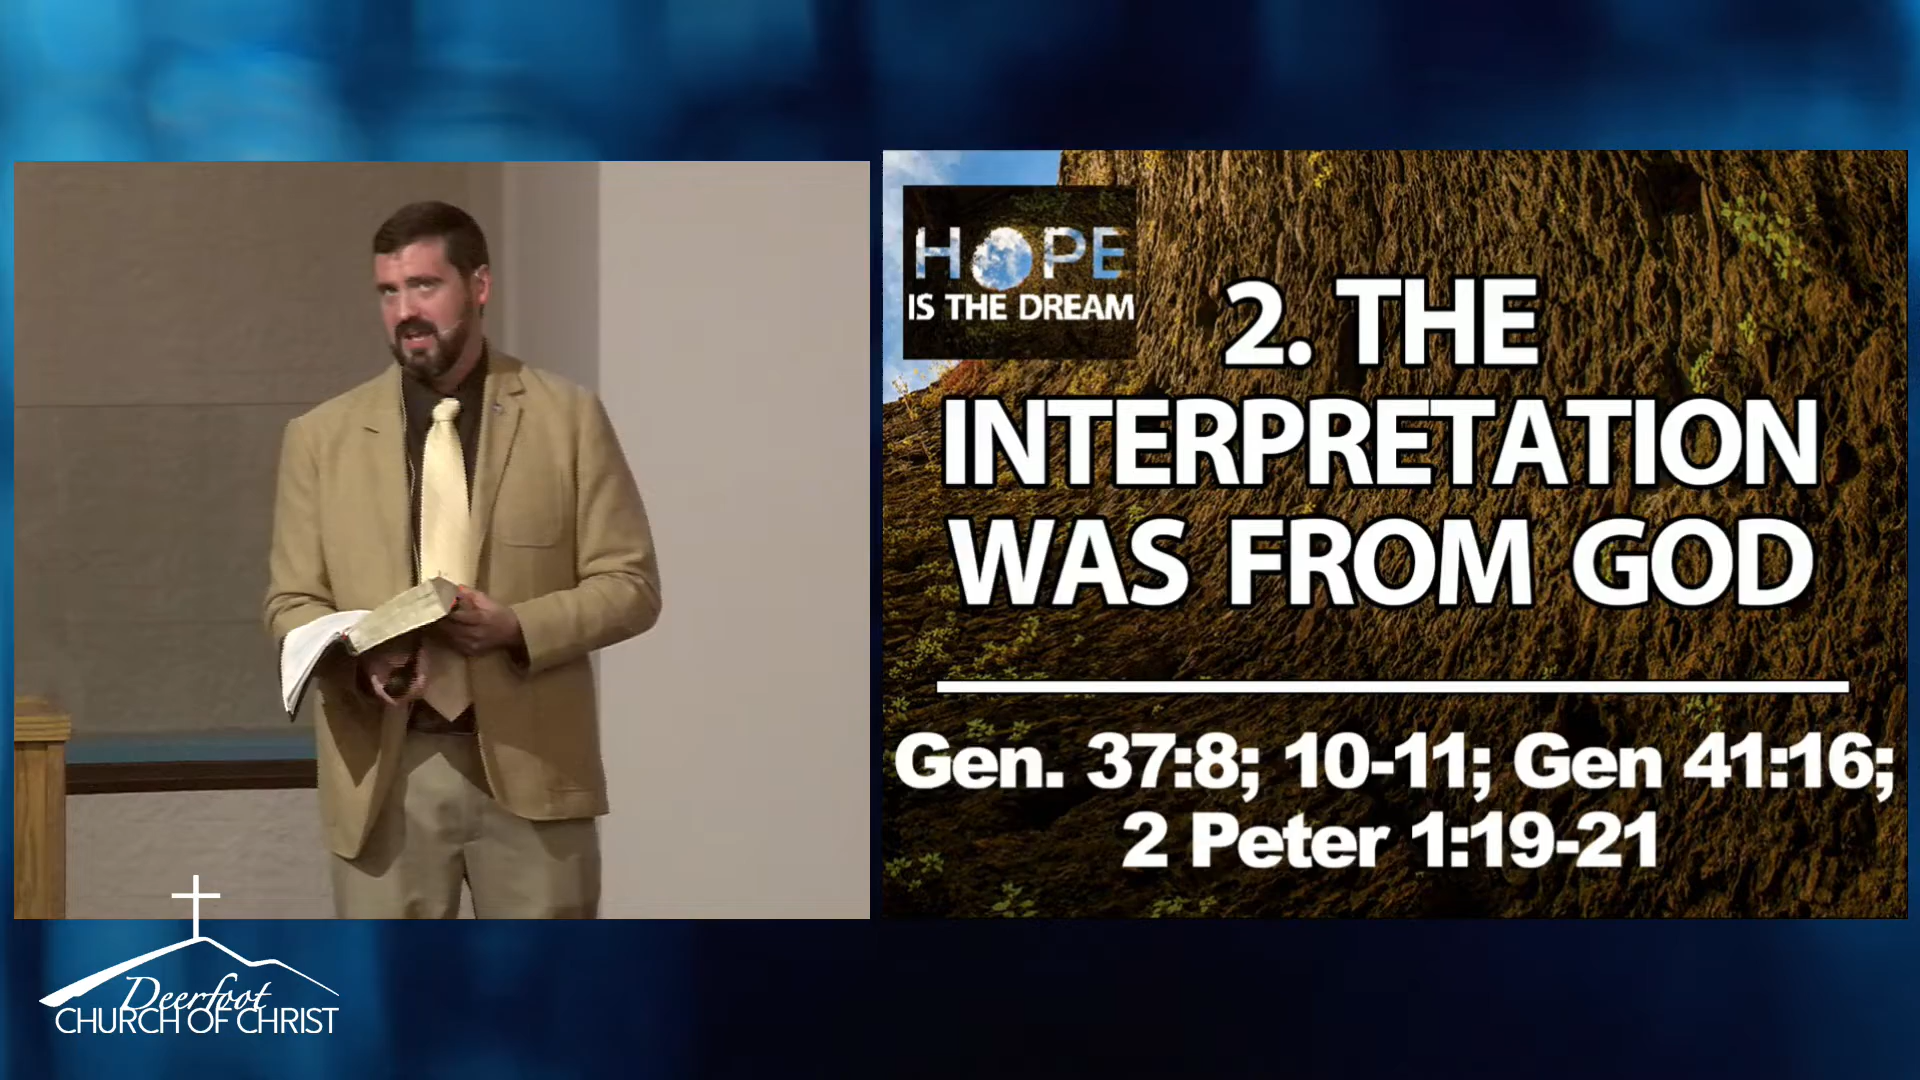 HOPE
IS THE DREAM
2. THE
INTERPRETATION
WAS FROM GOD
Gen. 37:8; 10-11; Gen 41:16;
2 Peter 1:19-21
Deerfoot
CHURCH OF CHRIST